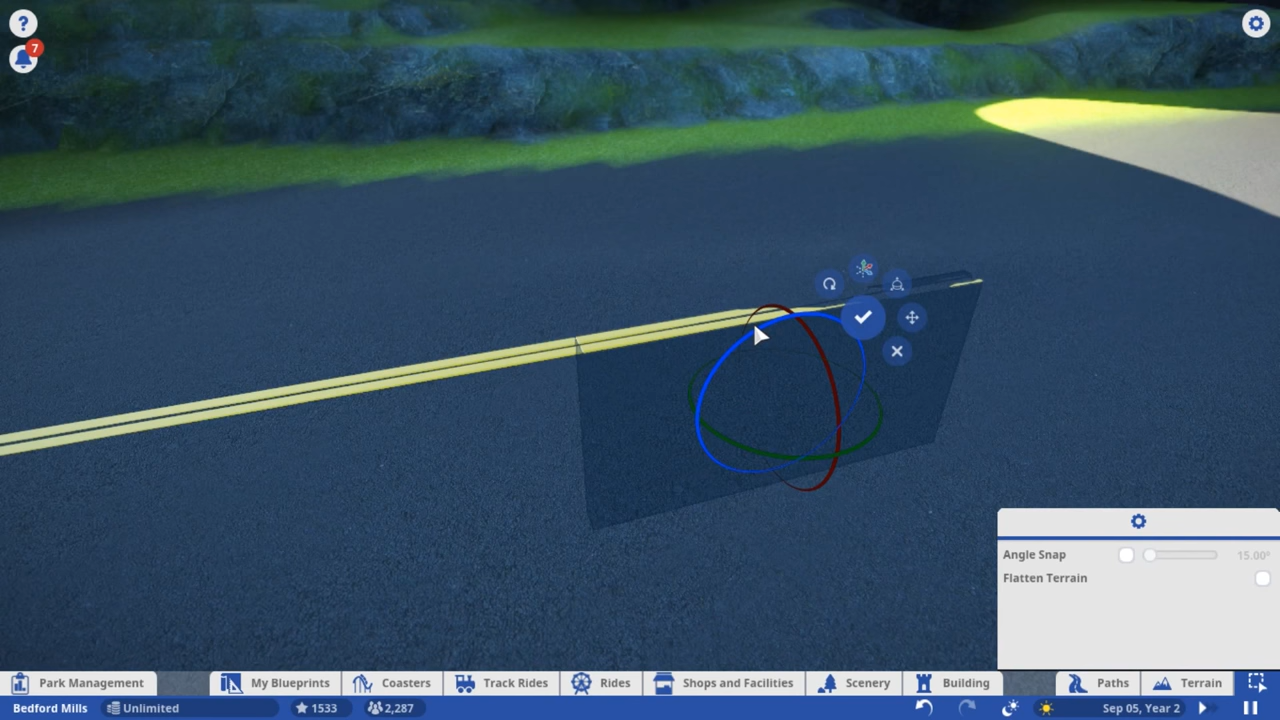 ?
7
Angle Snap 15.00°
Flatten Terrain
Park Management My Blueprints Coasters Track Rides Rides Shops and Facilities Scenery Building Paths Terrain
Bedford Mills Unlimited 1533 2,287 Sep 05, Year 2